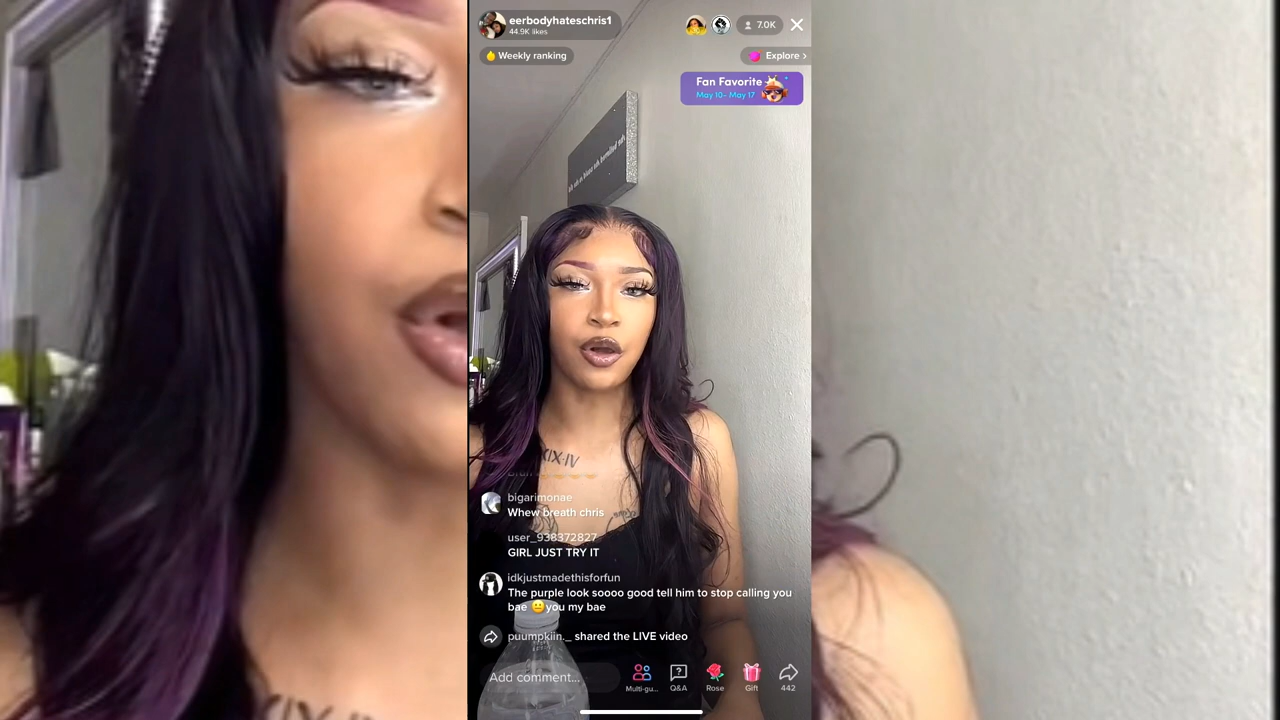 eerbodyhateschris1
44.9K likes
7.0K
Weekly ranking
Explore
Fan Favorite
May 10- May 17
XIX·IV
bigarimonae
Whew breath chris
user_938372827
GIRL JUST TRY IT
idkjustmadethisforfun
The purple look soooo good tell him to stop calling you
bae 😐you my bae
puumpkiin._ shared the LIVE video
Add comment...
Multi-gu...
Q&A
Rose
Gift
442